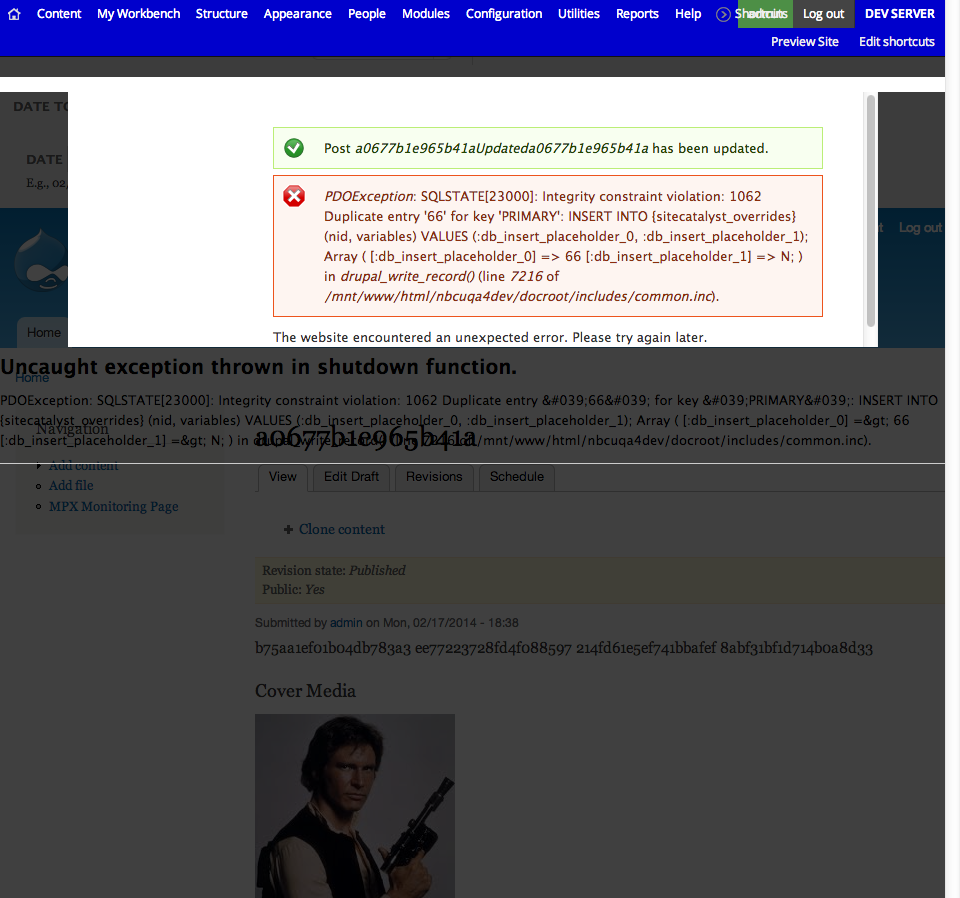 Content My Workbench Structure Appearance People Modules Configuration Utilities Reports Help Shortcuts admin Log out DEV SERVER
Preview Site Edit shortcuts
DATE TO
DATE
E.g., 02,
Post a0677b1e965b41aUpdateda0677b1e965b41a has been updated.
PDOException: SQLSTATE[23000]: Integrity constraint violation: 1062
Duplicate entry '66' for key 'PRIMARY': INSERT INTO {sitecatalyst_overrides}
(nid, variables) VALUES (:db_insert_placeholder_0, :db_insert_placeholder_1);
Array ( [:db_insert_placeholder_0] => 66 [:db_insert_placeholder_1] => N; )
in drupal_write_record() (line 7216 of
/mnt/www/html/nbcuqa4dev/docroot/includes/common.inc).
The website encountered an unexpected error. Please try again later.
t Log out
Home
Uncaught exception thrown in shutdown function.
Home
PDOException: SQLSTATE[23000]: Integrity constraint violation: 1062 Duplicate entry &#039;66&#039; for key &#039;PRIMARY&#039;: INSERT INTO
{sitecatalyst_overrides} (nid, variables) VALUES (:db_insert_placeholder_0, :db_insert_placeholder_1); Array ( [:db_insert_placeholder_0] =&gt; 66
Navigation
[:db_insert_placeholder_1] =&gt; N; ) in drupal_write_record() (line 7216 of /mnt/www/html/nbcuqa4dev/docroot/includes/common.inc).
a0677b1e965b41a
Add content
Add file
MPX Monitoring Page
View Edit Draft Revisions Schedule
Clone content
Revision state: Published
Public: Yes
Submitted by admin on Mon, 02/17/2014 - 18:38
b75aa1ef01b04db783a3 ee77223728fd4f088597 214fd61e5ef741bbafef 8abf31bf1d714b0a8d33
Cover Media